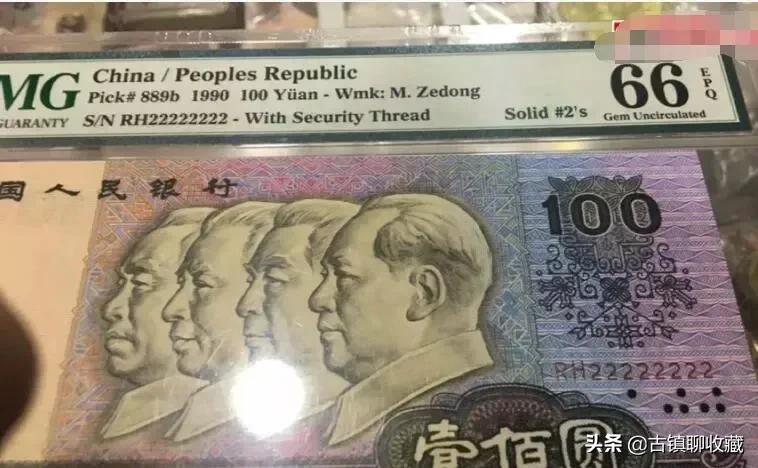 MG
GUARANTY
China / Peoples Republic
Pick# 889b 1990 100 Yüan - Wmk: M. Zedong
S/N RH22222222 - With Security Thread
Solid #2's
66
EPQ
Gem Uncirculated
国人民银行
100
RH22222222
壹佰圆
头条 @古镇聊收藏